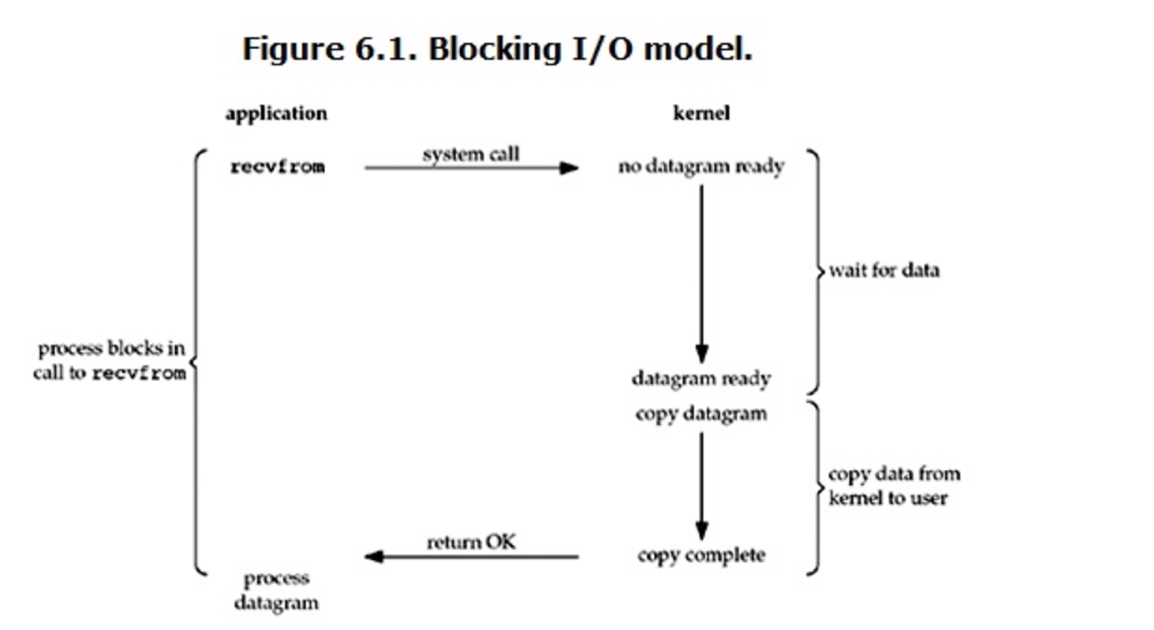 Figure 6.1. Blocking I/O model.
application
kernel
recvfrom
system call
no datagram ready
wait for data
process blocks in
call to recvfrom
datagram ready
copy datagram
copy data from
kernel to user
return OK
copy complete
process
datagram